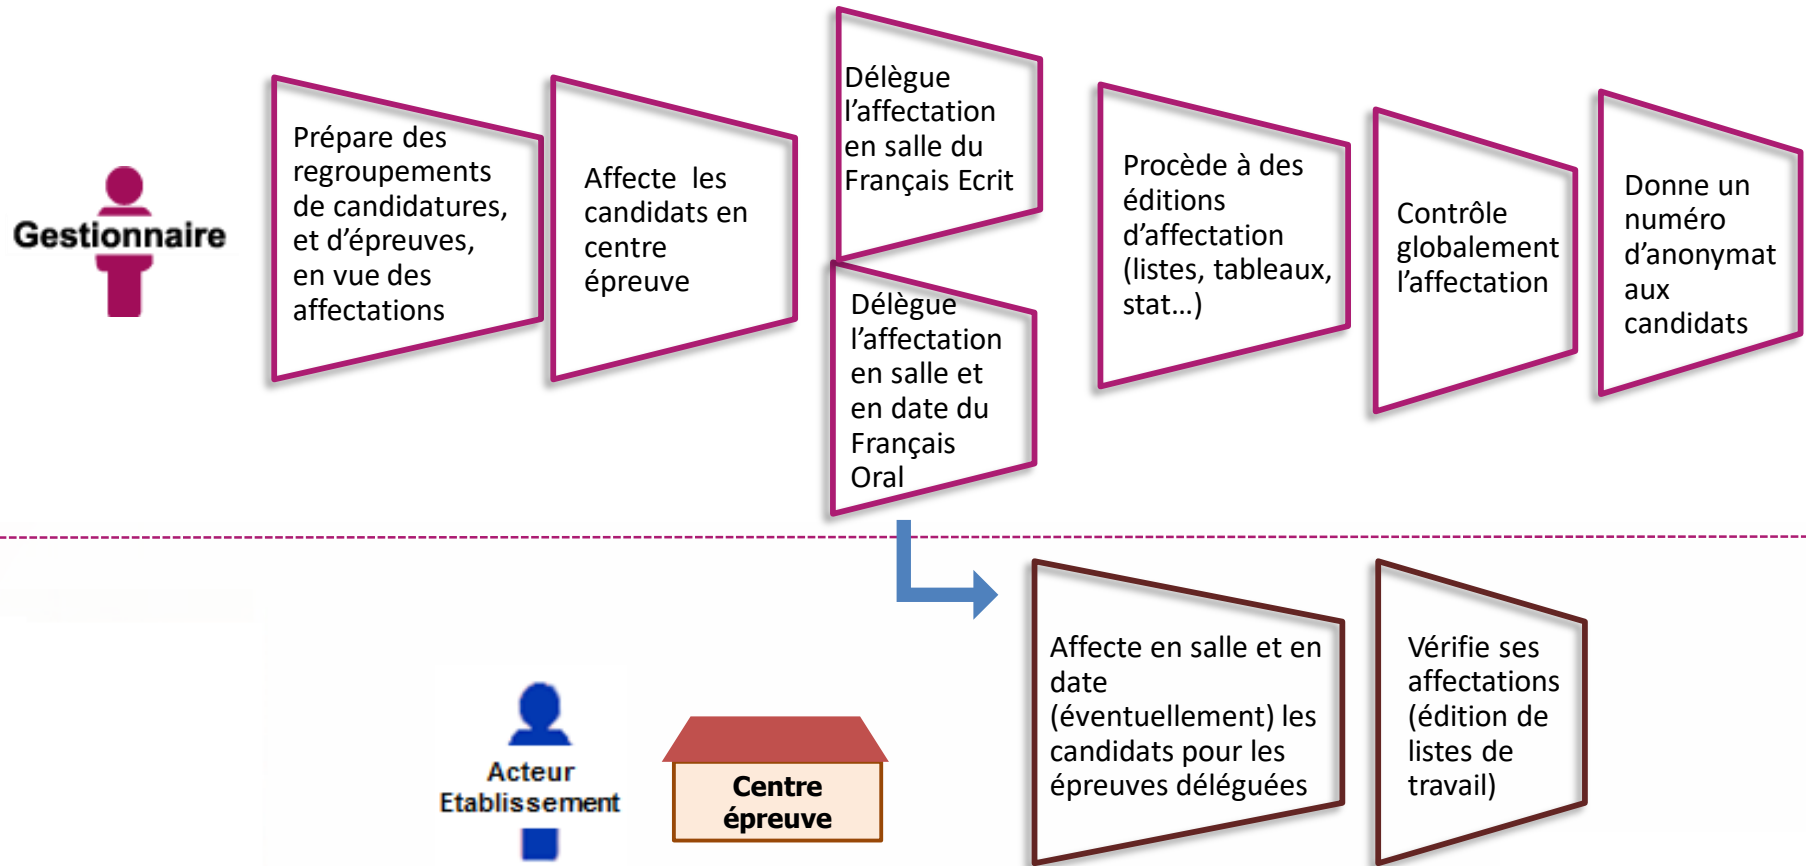 Gestionnaire
Prépare des
regroupements
de candidatures,
et d’épreuves,
en vue des
affectations
Affecte les
candidats en
centre
épreuve
Délègue
l’affectation
en salle du
Français Ecrit
Délègue
l’affectation
en salle et
en date du
Français
Oral
Procède à des
éditions
d’affectation
(listes, tableaux,
stat…)
Contrôle
globalement
l’affectation
Donne un
numéro
d’anonymat
aux
candidats
Acteur
Etablissement
Centre
épreuve
Affecte en salle et en
date
(éventuellement) les
candidats pour les
épreuves déléguées
Vérifie ses
affectations
(édition de
listes de
travail)